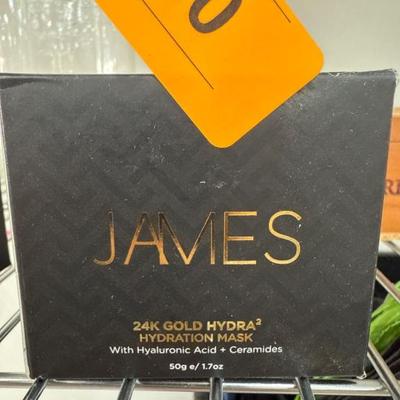 JAMES
24K GOLD HYDRA²
HYDRATION MASK
With Hyaluronic Acid + Ceramides
50g e/ 1.7oz